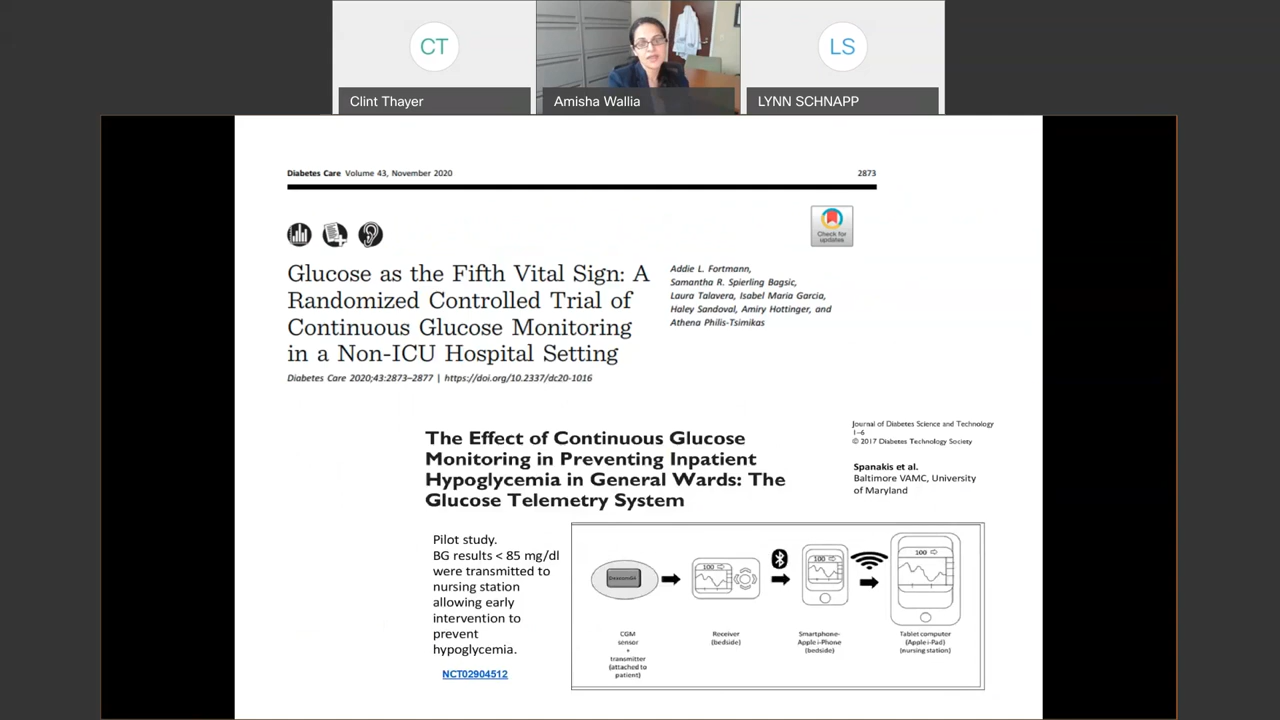 CT
Clint Thayer
Amisha Wallia
LS
LYNN SCHNAPP
Diabetes Care Volume 43, November 2020
2873
Check for
updates
Glucose as the Fifth Vital Sign: A
Randomized Controlled Trial of
Continuous Glucose Monitoring
in a Non-ICU Hospital Setting
Addie L. Fortmann,
Samantha R. Spierling Bagsic,
Laura Talavera, Isabel Maria Garcia,
Haley Sandoval, Amiry Hottinger, and
Athena Philis-Tsimikas
Diabetes Care 2020;43:2873–2877 | https://doi.org/10.2337/dc20-1016
The Effect of Continuous Glucose
Monitoring in Preventing Inpatient
Hypoglycemia in General Wards: The
Glucose Telemetry System
Journal of Diabetes Science and Technology
1–6
© 2017 Diabetes Technology Society
Spanakis et al.
Baltimore VAMC, University
of Maryland
Pilot study.
BG results < 85 mg/dl
were transmitted to
nursing station
allowing early
intervention to
prevent
hypoglycemia.
NCT02904512
100
100
100
CGM
sensor
+
transmitter
(attached to
patient)
Receiver
(bedside)
Smartphone-
Apple i-Phone
(bedside)
Tablet computer
(Apple i-Pad)
(nursing station)